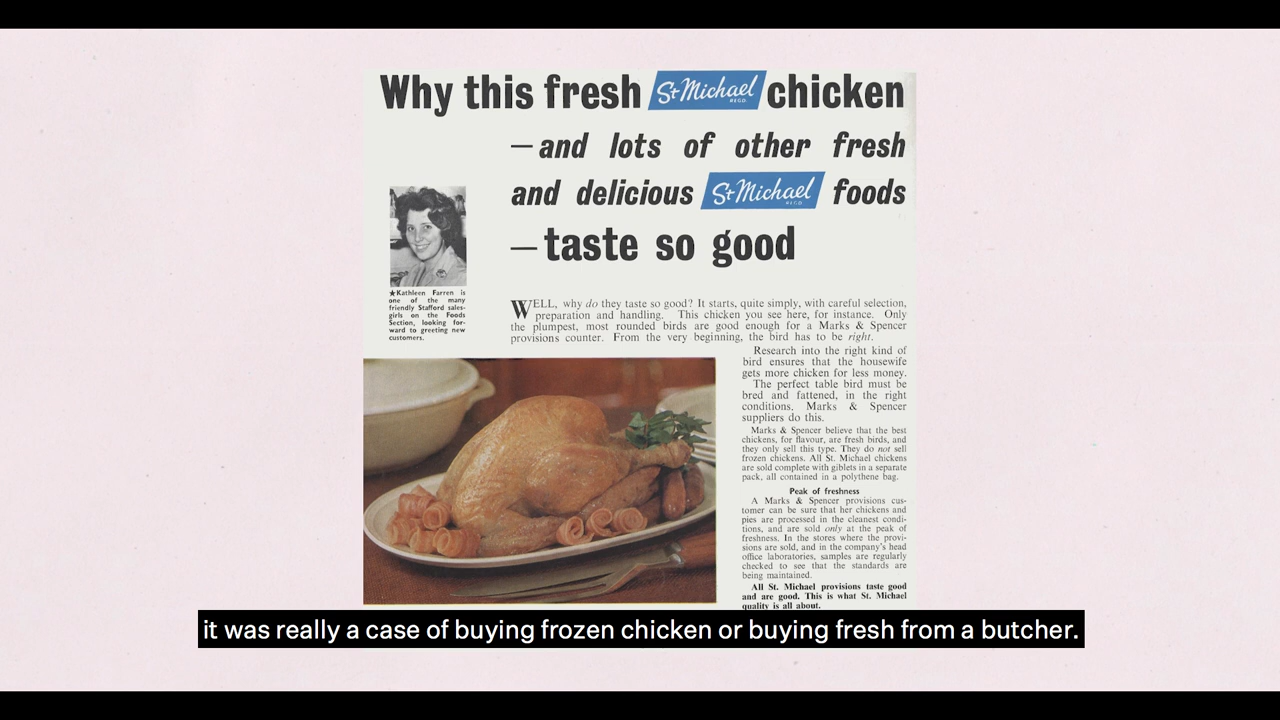 Why this fresh St Michael REGD. chicken
— and lots of other fresh
and delicious St Michael REGD. foods
— taste so good
★Kathleen Farren is
one of the many
friendly Stafford sales-
girls on the Foods
Section, looking for-
ward to greeting new
customers.
WELL, why do they taste so good? It starts, quite simply, with careful selection,
preparation and handling. This chicken you see here, for instance. Only
the plumpest, most rounded birds are good enough for a Marks & Spencer
provisions counter. From the very beginning, the bird has to be right.
Research into the right kind of
bird ensures that the housewife
gets more chicken for less money.
The perfect table bird must be
bred and fattened, in the right
conditions. Marks & Spencer
suppliers do this.
Marks & Spencer believe that the best
chickens, for flavour, are fresh birds, and
they only sell this type. They do not sell
frozen chickens. All St. Michael chickens
are sold complete with giblets in a separate
pack, all contained in a polythene bag.
Peak of freshness
A Marks & Spencer provisions cus-
tomer can be sure that her chickens and
pies are processed in the cleanest condi-
tions, and are sold only at the peak of
freshness. In the stores where the provi-
sions are sold, and in the company's head
office laboratories, samples are regularly
checked to see that the standards are
being maintained.
All St. Michael provisions taste good
and are good. This is what St. Michael
quality is all about.
it was really a case of buying frozen chicken or buying fresh from a butcher.